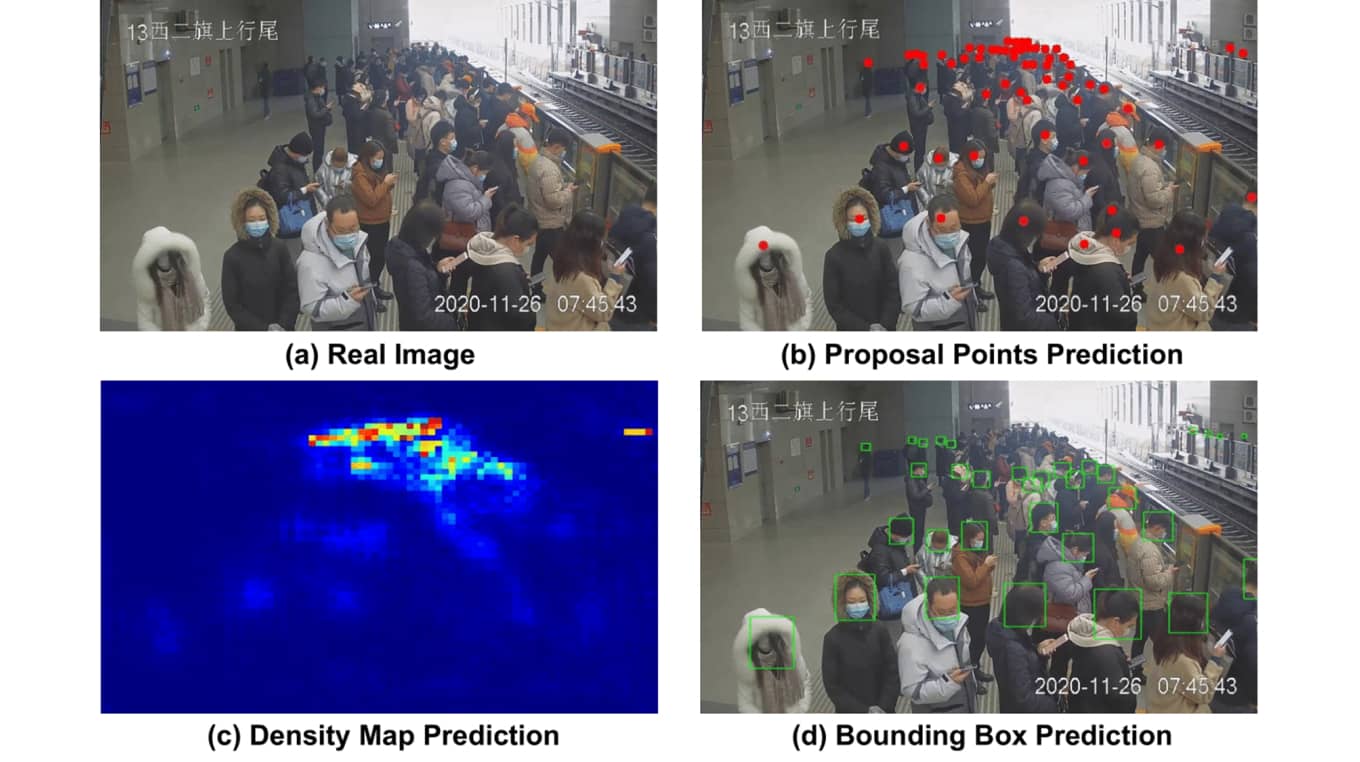 13西二旗上行尾
2020-11-26 07:45:43
(a) Real Image
13西二旗上行尾
2020-11-26 07:45:43
(b) Proposal Points Prediction
(c) Density Map Prediction
13西二旗上行尾
2020-11-26 07:45:43
(d) Bounding Box Prediction